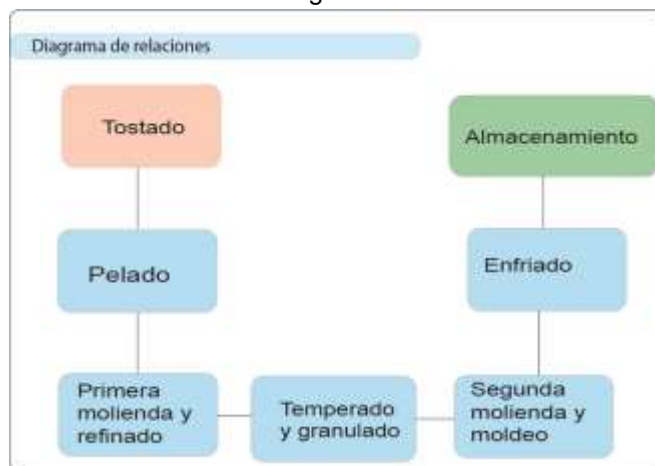 Diagrama de relaciones
Tostado
Pelado
Primera
molienda y
refinado
Temperado
y granulado
Segunda
molienda y
moldeo
Enfriado
Almacenamiento